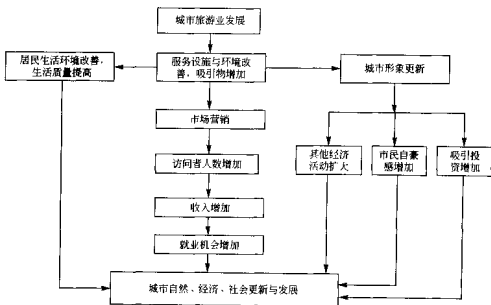 城市旅游业发展
居民生活环境改善,
生活质量提高
服务设施与环境改
善,吸引物增加
城市形象更新
市场营销
访问者人数增加
其他经济
活动扩大
市民自豪
感增加
吸引投
资增加
收入增加
就业机会增加
城市自然、经济、社会更新与发展